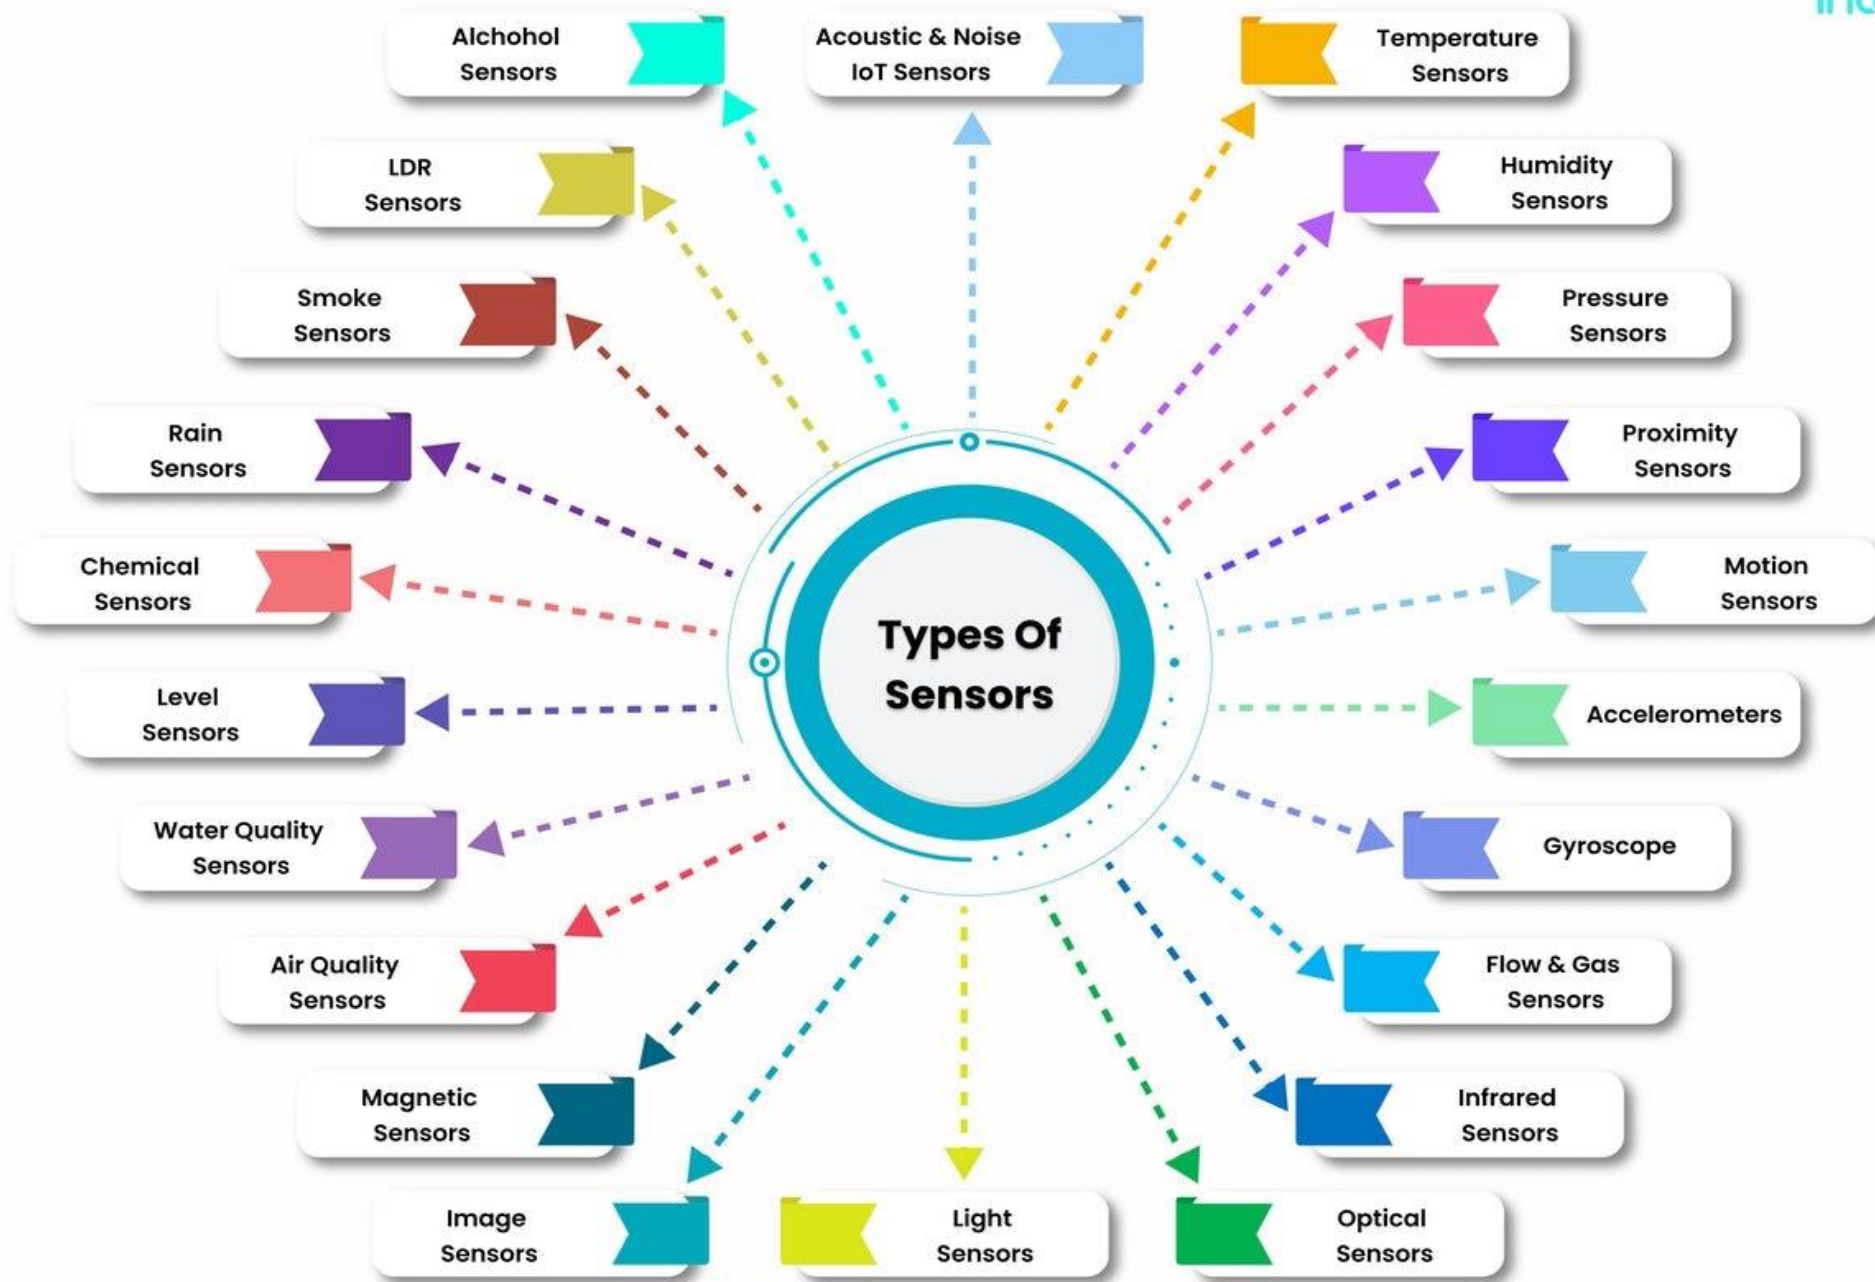 Alchohol
Sensors
Acoustic & Noise
IoT Sensors
Temperature
Sensors
LDR
Sensors
Humidity
Sensors
Smoke
Sensors
Pressure
Sensors
Rain
Sensors
Proximity
Sensors
Chemical
Sensors
Motion
Sensors
Types Of
Sensors
Level
Sensors
Accelerometers
Water Quality
Sensors
Gyroscope
Air Quality
Sensors
Flow & Gas
Sensors
Magnetic
Sensors
Infrared
Sensors
Image
Sensors
Light
Sensors
Optical
Sensors